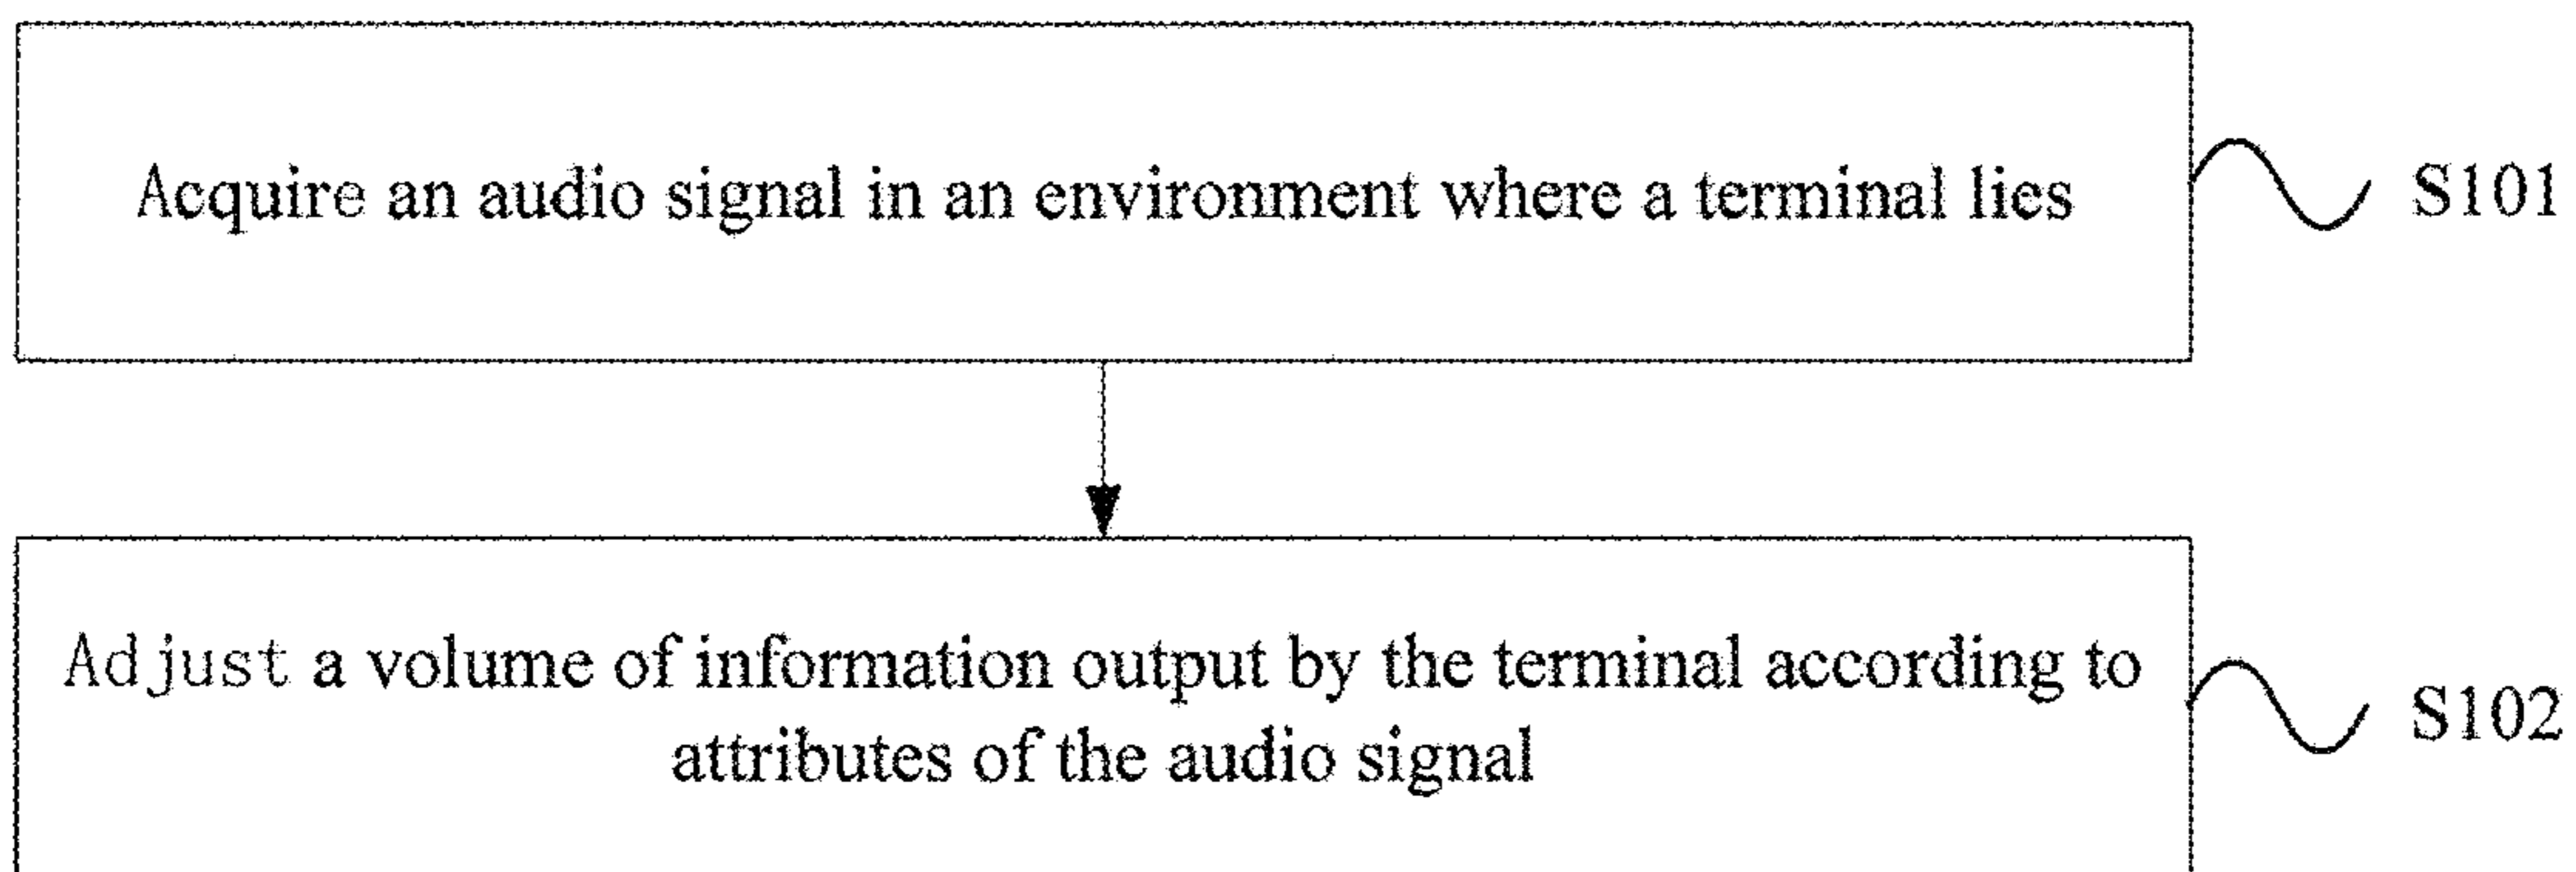 Acquire an audio signal in an environment where a terminal lies
S101
Adjust a volume of information output by the terminal according to
attributes of the audio signal
S102